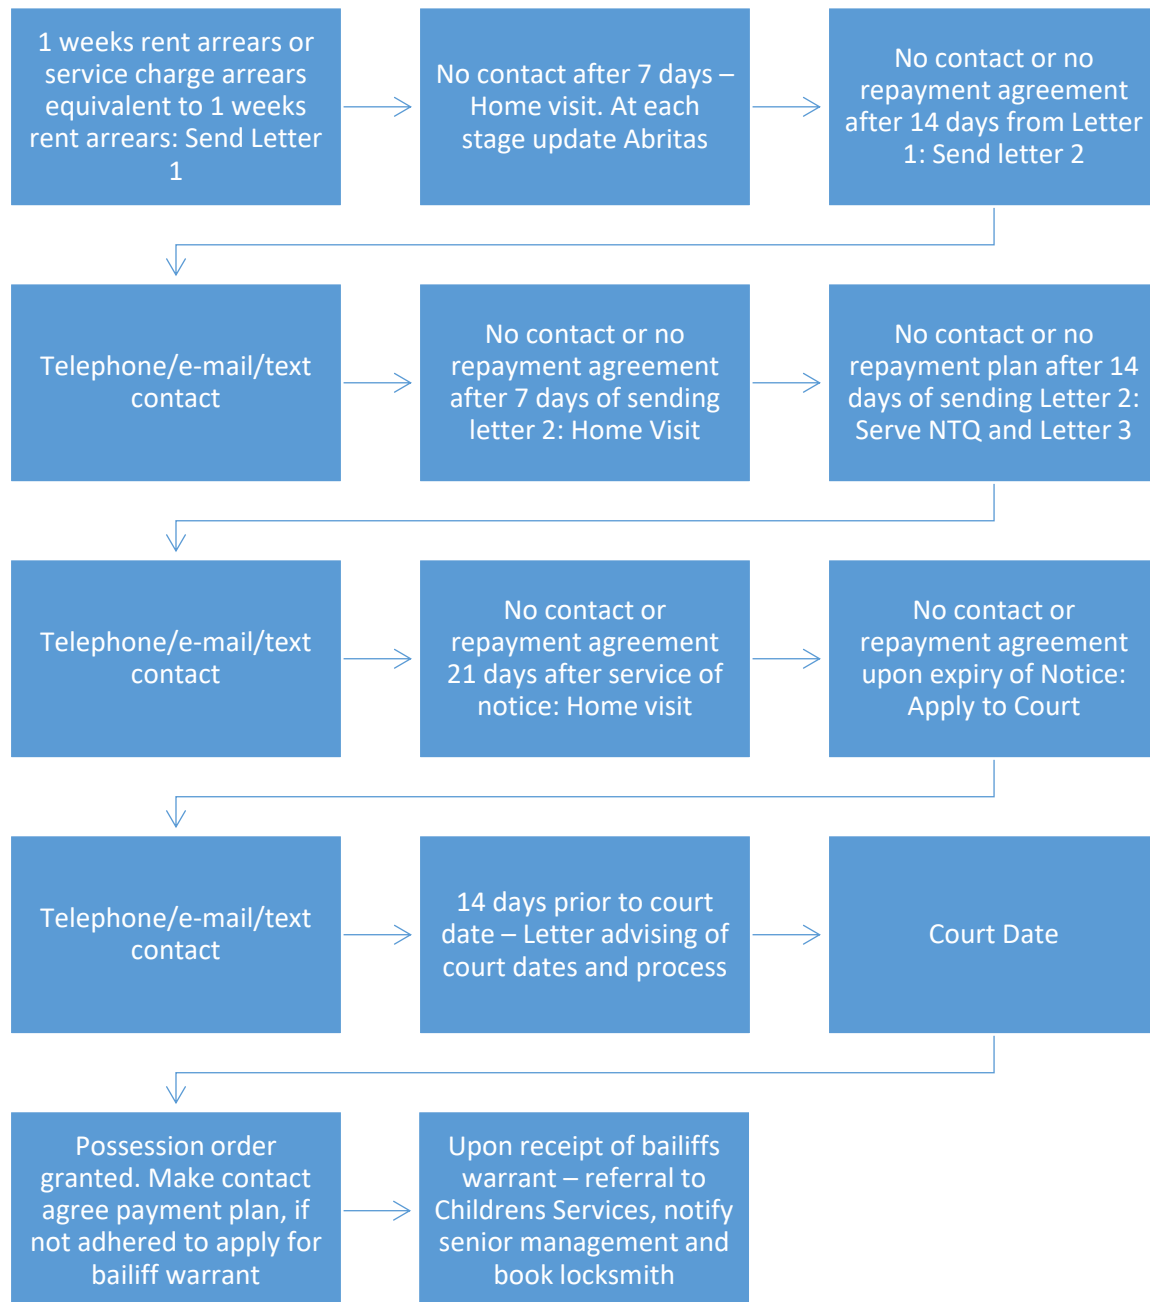 1 weeks rent arrears or
service charge arrears
equivalent to 1 weeks
rent arrears: Send Letter
1
No contact after 7 days –
Home visit. At each
stage update Abritas
No contact or no
repayment agreement
after 14 days from Letter
1: Send letter 2
Telephone/e-mail/text
contact
No contact or no
repayment agreement
after 7 days of sending
letter 2: Home Visit
No contact or no
repayment plan after 14
days of sending Letter 2:
Serve NTQ and Letter 3
Telephone/e-mail/text
contact
No contact or
repayment agreement
21 days after service of
notice: Home visit
No contact or
repayment agreement
upon expiry of Notice:
Apply to Court
Telephone/e-mail/text
contact
14 days prior to court
date – Letter advising of
court dates and process
Court Date
Possession order
granted. Make contact
agree payment plan, if
not adhered to apply for
bailiff warrant
Upon receipt of bailiffs
warrant – referral to
Childrens Services, notify
senior management and
book locksmith